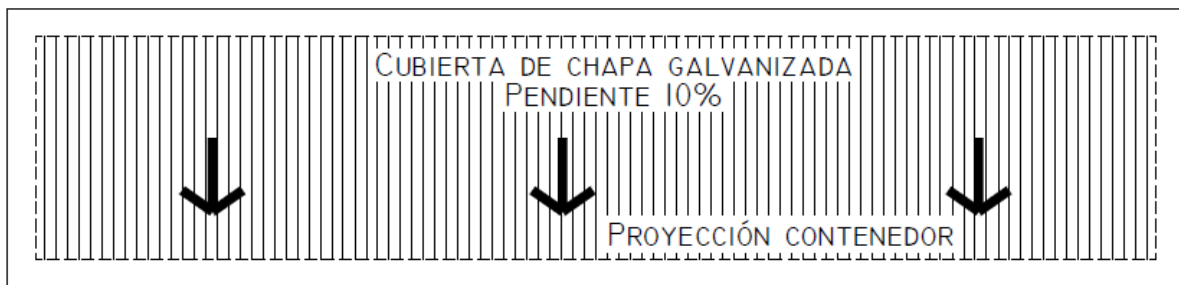 CUBIERTA DE CHAPA GALVANIZADA
PENDIENTE 10%
PROYECCIÓN CONTENEDOR